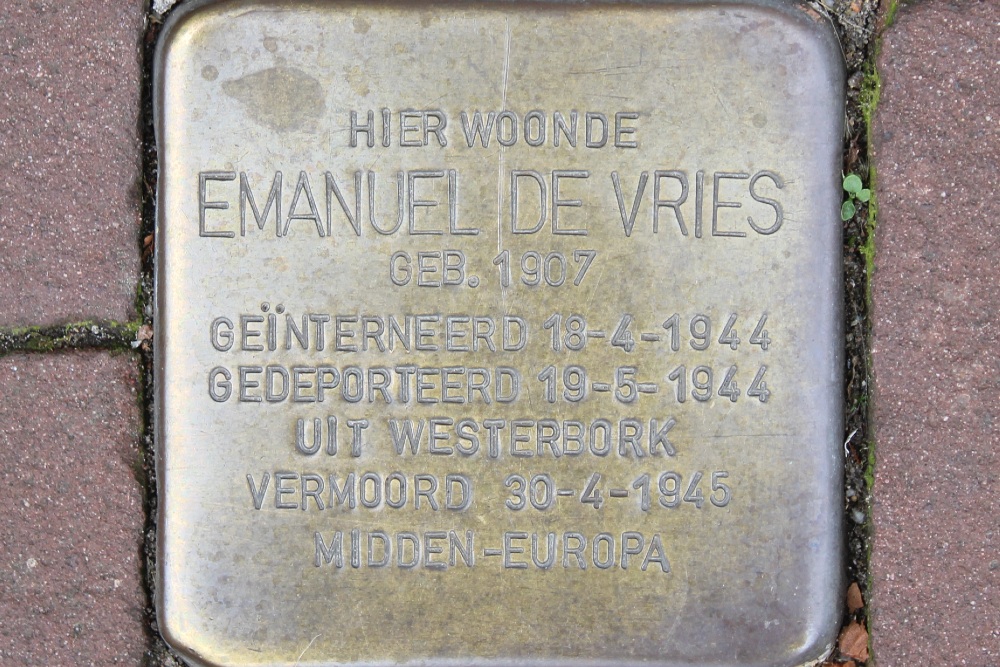 HIER WOONDE
EMANUEL DE VRIES
GEB. 1907
GEÏNTERNEERD 18-4-1944
GEDEPORTEERD 19-5-1944
UIT WESTERBORK
VERMOORD 30-4-1945
MIDDEN-EUROPA